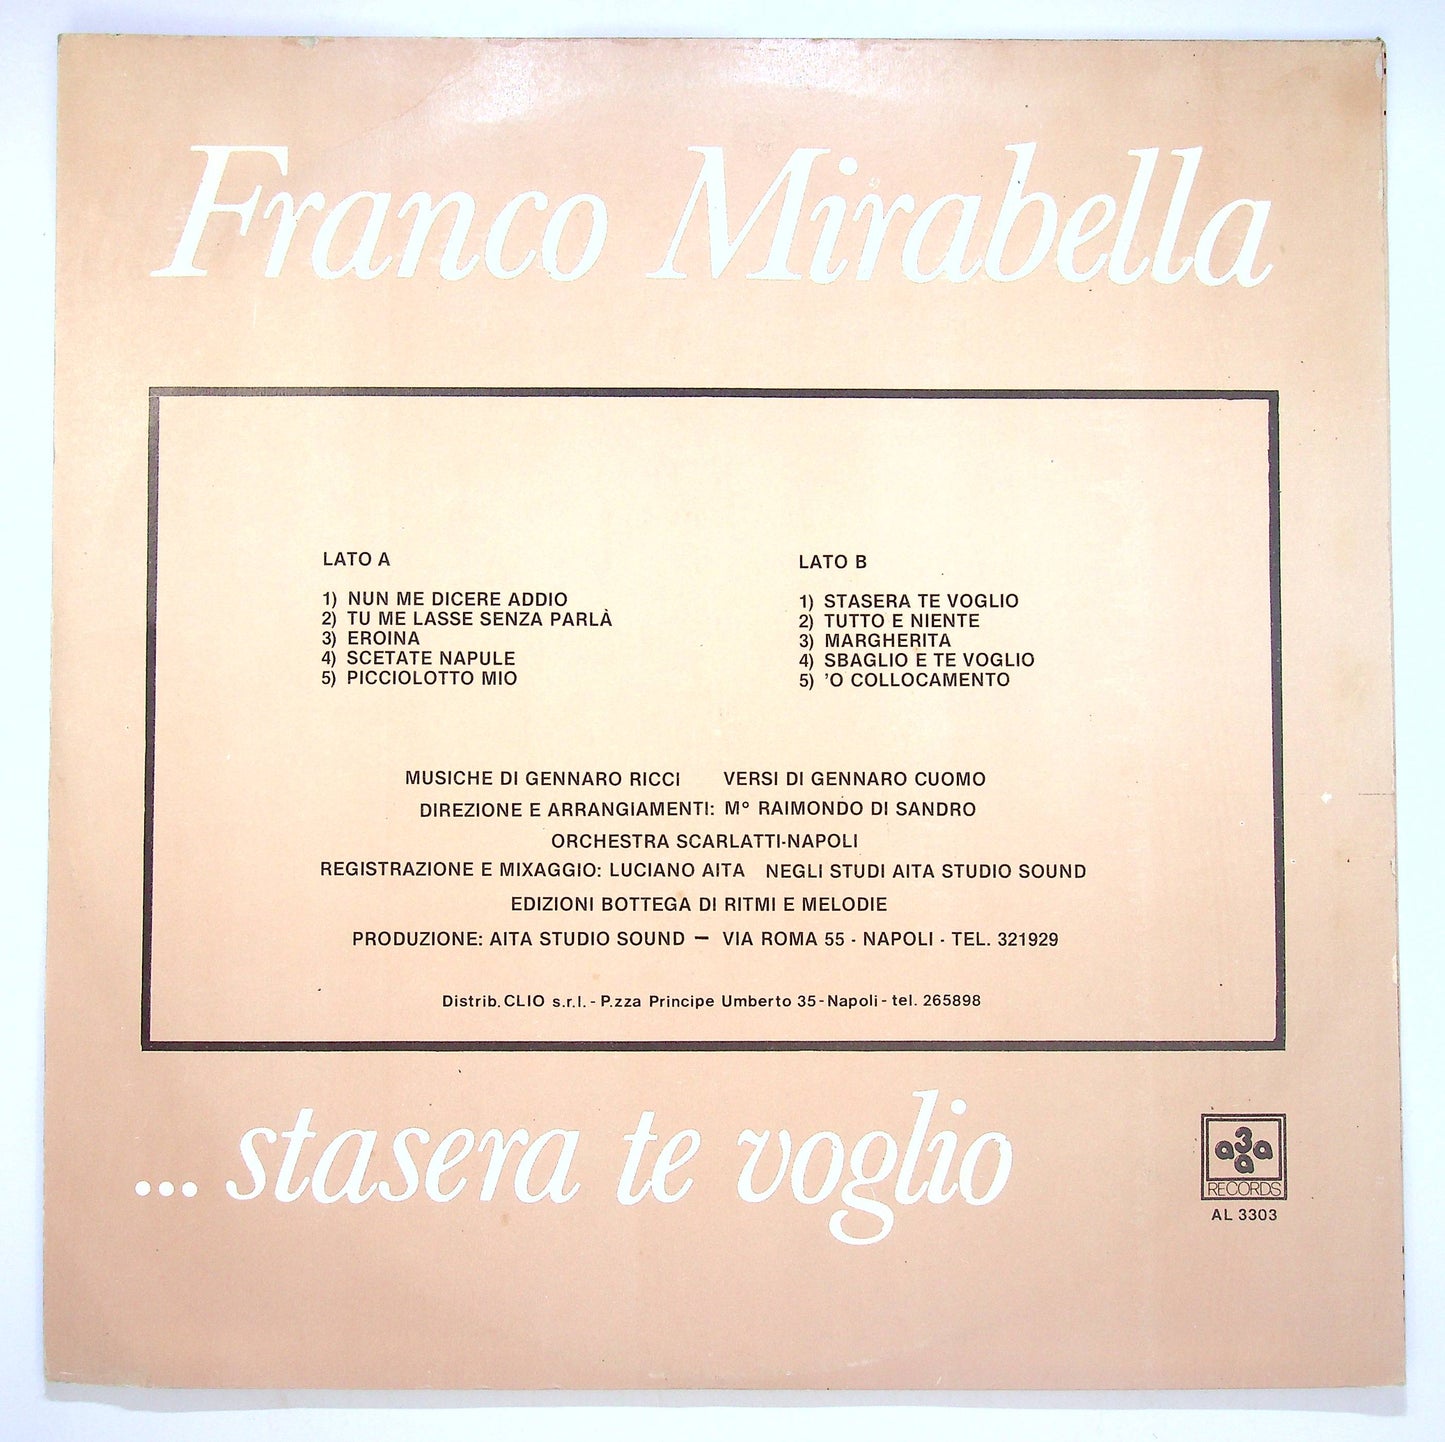 Franco Mirabella
LATO A
1) NUN ME DICERE ADDIO
2) TU ME LASSE SENZA PARLÀ
3) EROINA
4) SCETATE NAPULE
5) PICCIOLOTTO MIO
LATO B
1) STASERA TE VOGLIO
2) TUTTO E NIENTE
3) MARGHERITA
4) SBAGLIO E TE VOGLIO
5) 'O COLLOCAMENTO
MUSICHE DI GENNARO RICCI VERSI DI GENNARO CUOMO
DIREZIONE E ARRANGIAMENTI: M° RAIMONDO DI SANDRO
ORCHESTRA SCARLATTI-NAPOLI
REGISTRAZIONE E MIXAGGIO: LUCIANO AITA NEGLI STUDI AITA STUDIO SOUND
EDIZIONI BOTTEGA DI RITMI E MELODIE
PRODUZIONE: AITA STUDIO SOUND — VIA ROMA 55 - NAPOLI - TEL. 321929
Distrib. CLIO s.r.l. - P.zza Principe Umberto 35 - Napoli - tel. 265898
... stasera te voglio
a3a
a
RECORDS
AL 3303